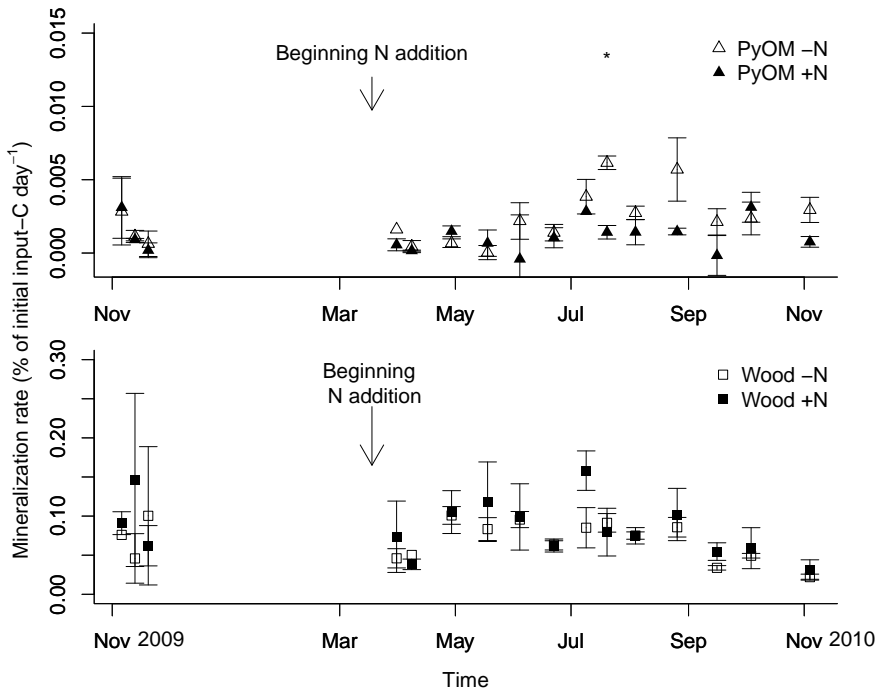 Mineralization rate (% of initial input−C day−1)
0.015
0.010
0.005
0.000
Beginning N addition
*
PyOM −N
PyOM +N
Nov
Mar
May
Jul
Sep
Nov
0.30
0.20
0.10
0.00
Beginning
N addition
Wood −N
Wood +N
Nov 2009
Mar
May
Jul
Sep
Nov 2010
Time